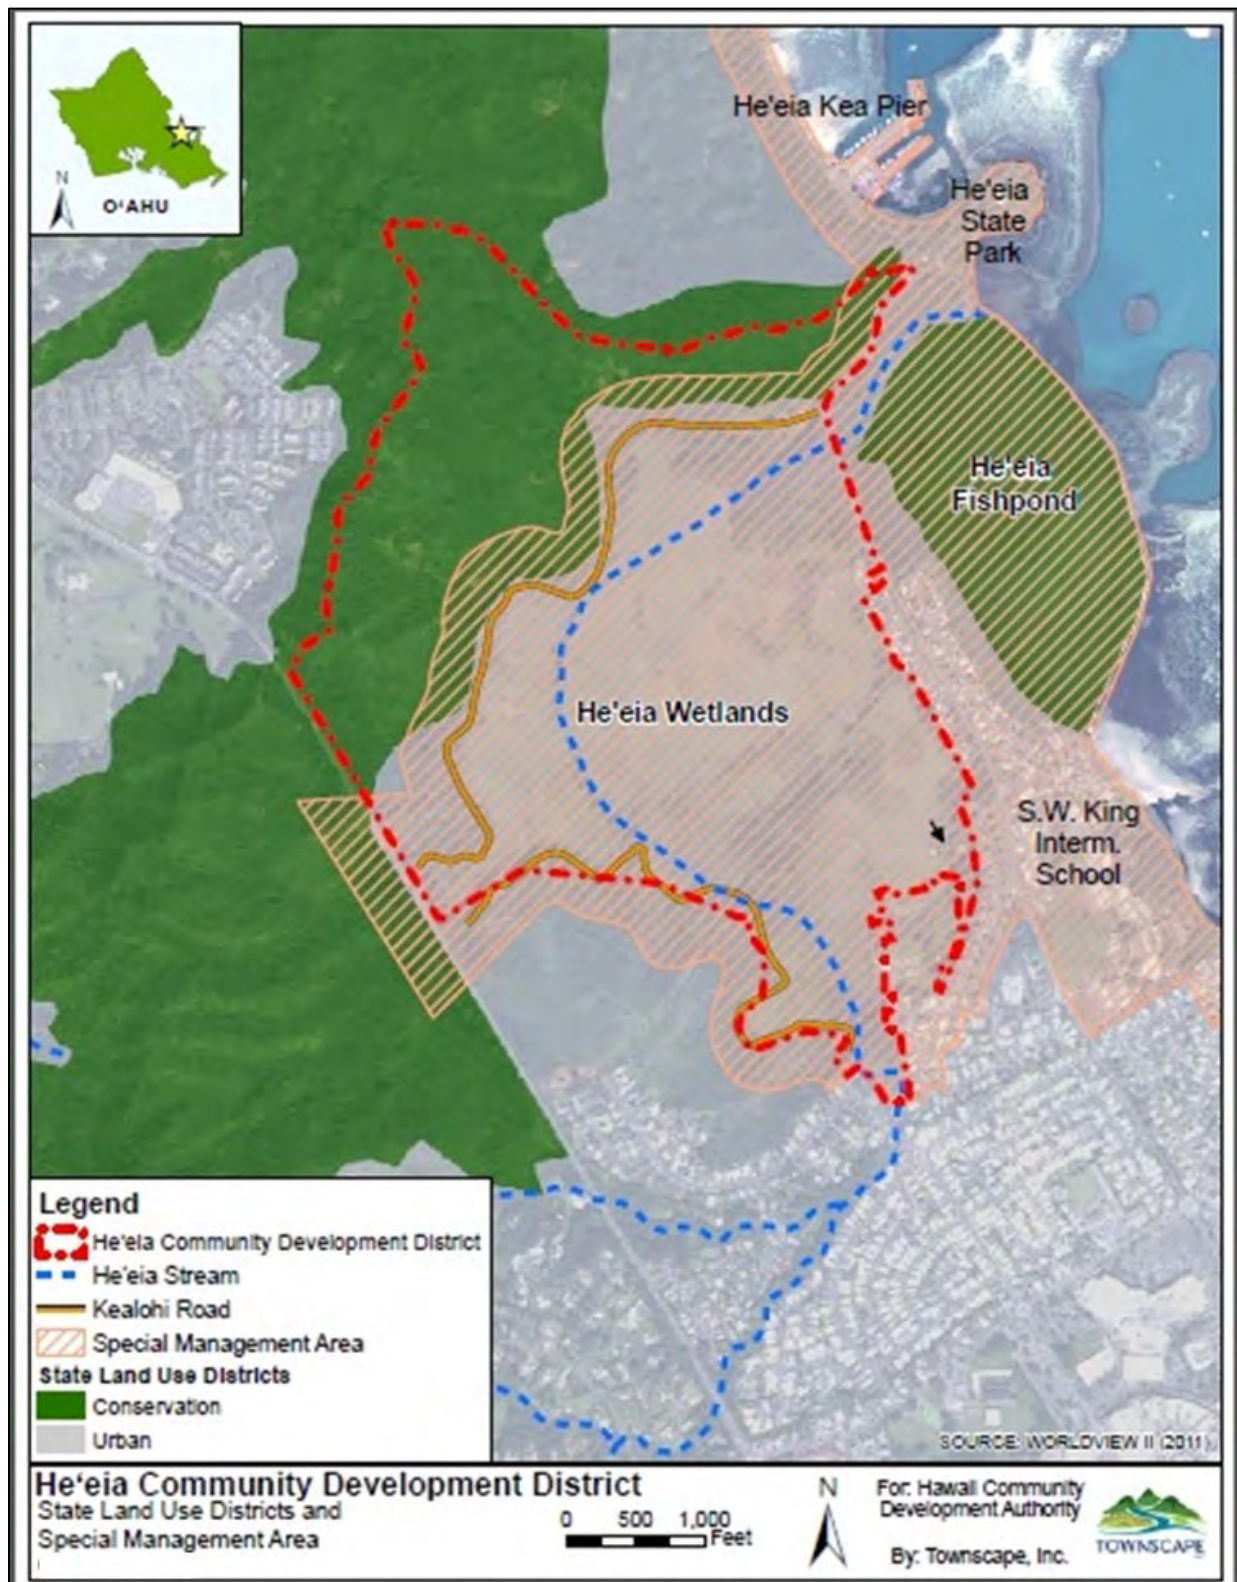 N
OʻAHU
He'eia Kea Pier
He'eia
State
Park
He'eia
Fishpond
He'eia Wetlands
S.W. King
Interm.
School
Legend
He'eia Community Development District
He'eia Stream
Kealohi Road
Special Management Area
State Land Use Districts
Conservation
Urban
SOURCE: WORLDVIEW II (2011)
Heʻeia Community Development District
State Land Use Districts and
Special Management Area
0 500 1,000
Feet
N
For: Hawaii Community
Development Authority
By: Townscape, Inc.
TOWNSCAPE